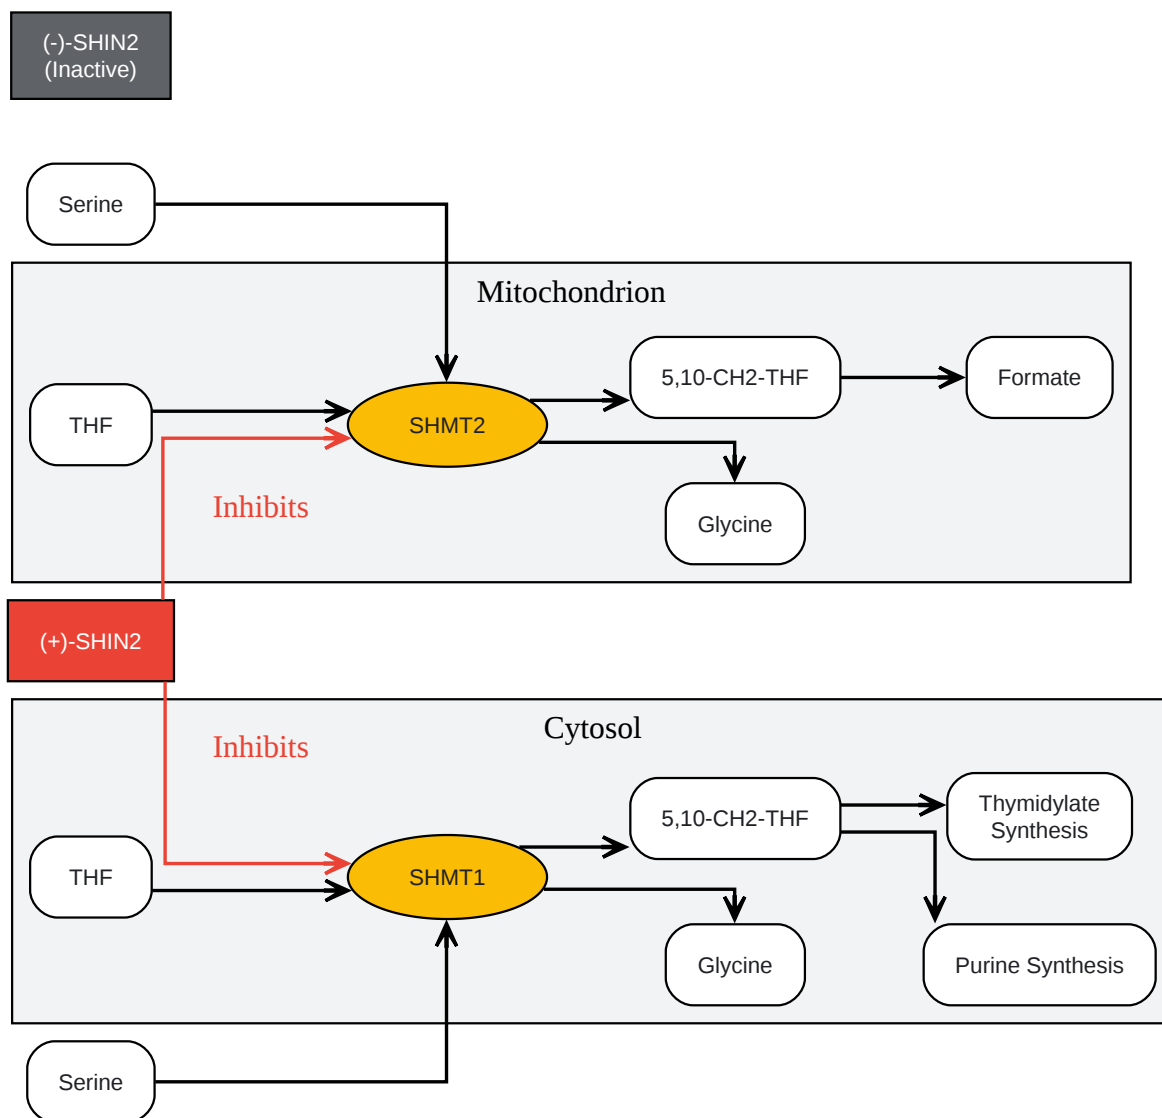 (-)-SHIN2
(Inactive)
Serine
Mitochondrion
5,10-CH2-THF
Formate
THF
SHMT2
Inhibits
Glycine
(+)-SHIN2
Cytosol
Inhibits
5,10-CH2-THF
Thymidylate
Synthesis
THF
SHMT1
Glycine
Purine Synthesis
Serine